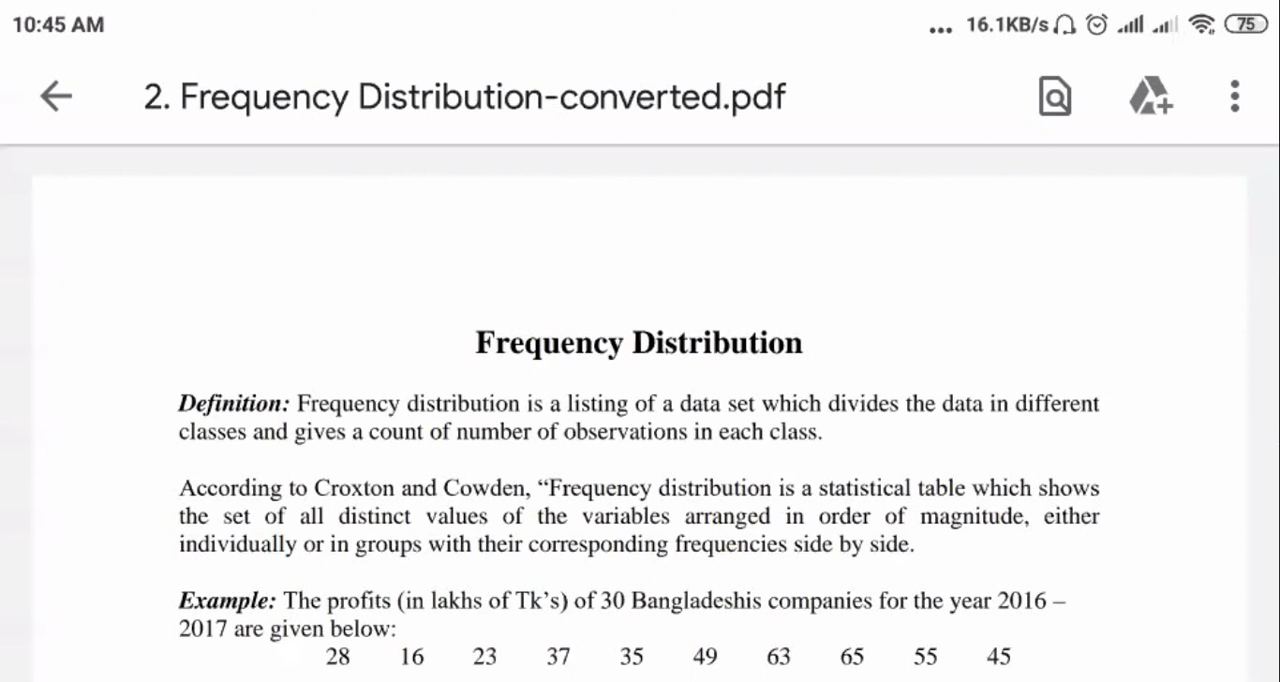 10:45 AM
... 16.1KB/s 75
2. Frequency Distribution-converted.pdf
Frequency Distribution
Definition: Frequency distribution is a listing of a data set which divides the data in different
classes and gives a count of number of observations in each class.
According to Croxton and Cowden, “Frequency distribution is a statistical table which shows
the set of all distinct values of the variables arranged in order of magnitude, either
individually or in groups with their corresponding frequencies side by side.
Example: The profits (in lakhs of Tk’s) of 30 Bangladeshis companies for the year 2016 –
2017 are given below:
28 16 23 37 35 49 63 65 55 45